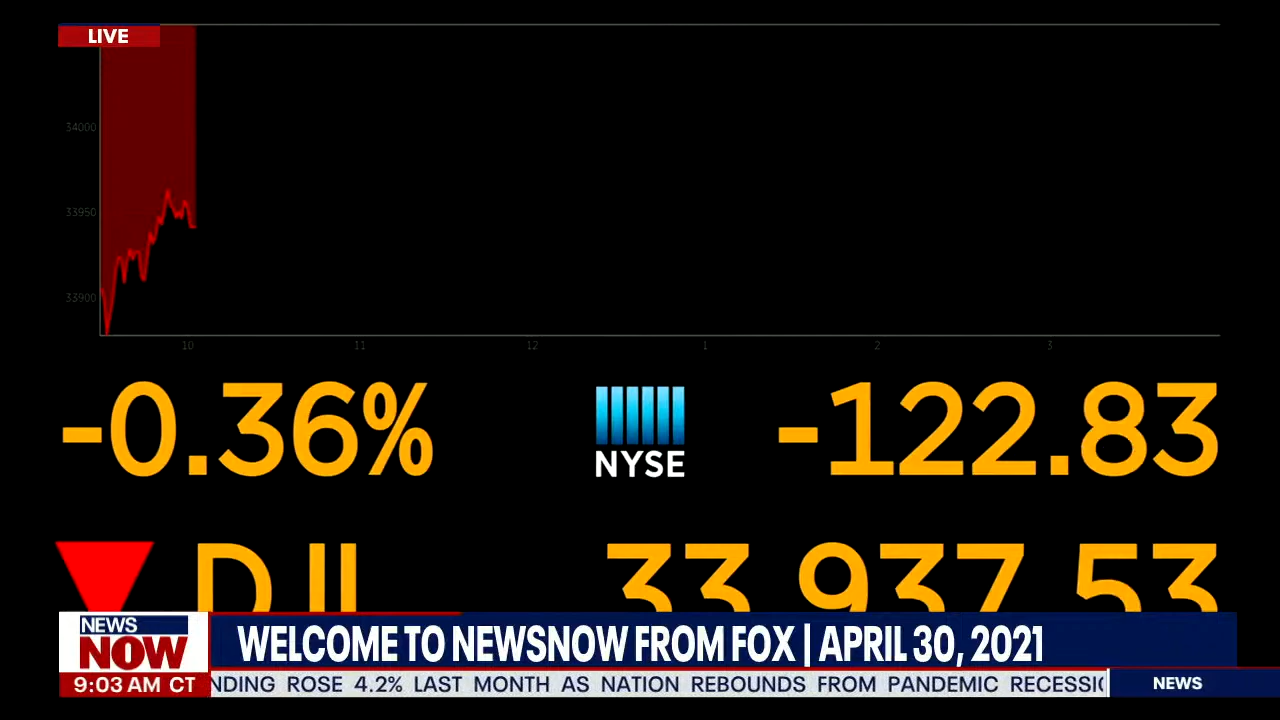 LIVE
34000
33950
33900
10 11 12 1 2 3
-0.36%
NYSE
-122.83
DJI
33,937.53
NEWS
NOW
WELCOME TO NEWSNOW FROM FOX | APRIL 30, 2021
9:03 AM CT
NDING ROSE 4.2% LAST MONTH AS NATION REBOUNDS FROM PANDEMIC RECESSI
NEWS